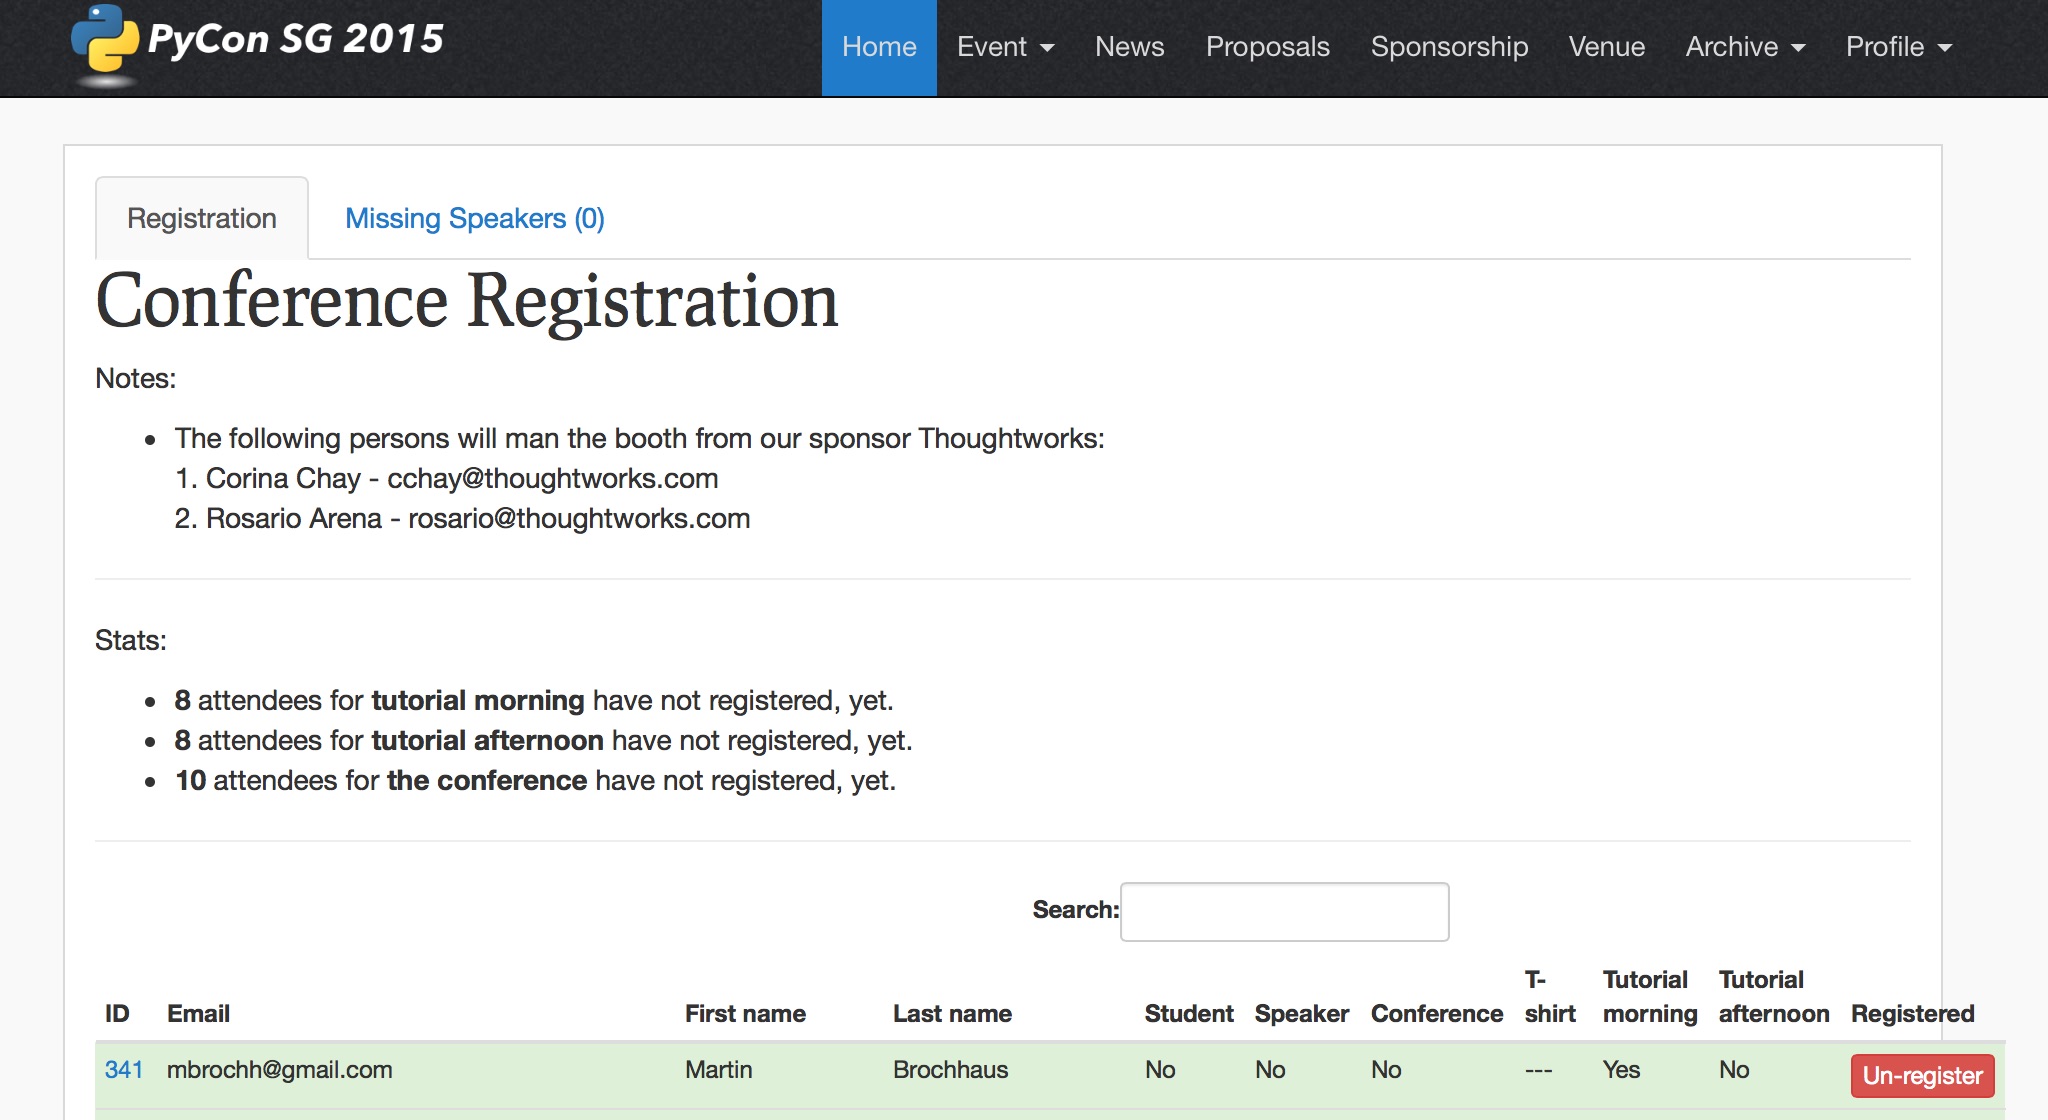 PyCon SG 2015
Home Event News Proposals Sponsorship Venue Archive Profile
Registration Missing Speakers (0)
Conference Registration
Notes:
The following persons will man the booth from our sponsor Thoughtworks:
1. Corina Chay - cchay@thoughtworks.com
2. Rosario Arena - rosario@thoughtworks.com
Stats:
8 attendees for tutorial morning have not registered, yet.
8 attendees for tutorial afternoon have not registered, yet.
10 attendees for the conference have not registered, yet.
Search:
ID Email First name Last name Student Speaker Conference T-shirt Tutorial morning Tutorial afternoon Registered
341 mbrochh@gmail.com Martin Brochhaus No No No --- Yes No Un-register